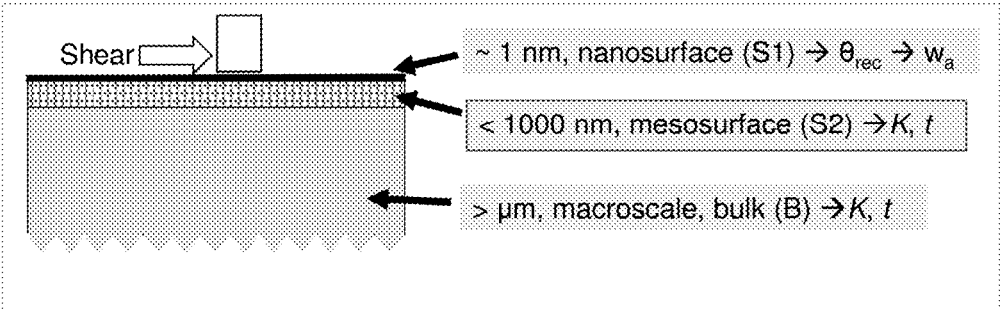 Shear
~ 1 nm, nanosurface (S1) → θrec → wa
< 1000 nm, mesosurface (S2) → K, t
> μm, macroscale, bulk (B) → K, t